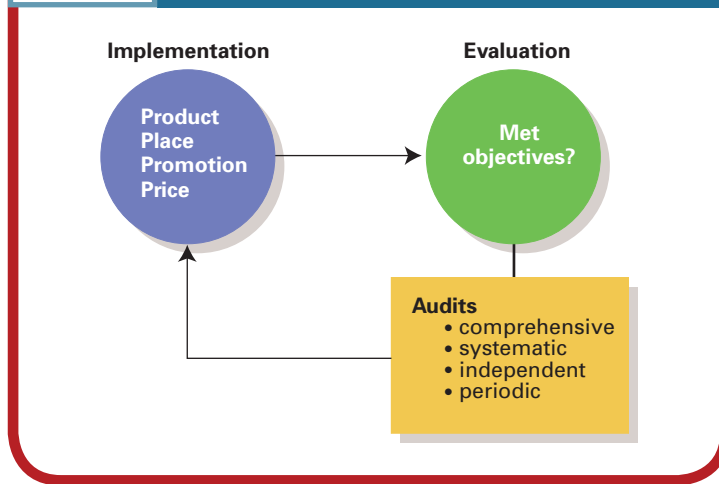 Implementation
Evaluation
Product
Place
Promotion
Price
Met
objectives?
Audits
• comprehensive
• systematic
• independent
• periodic